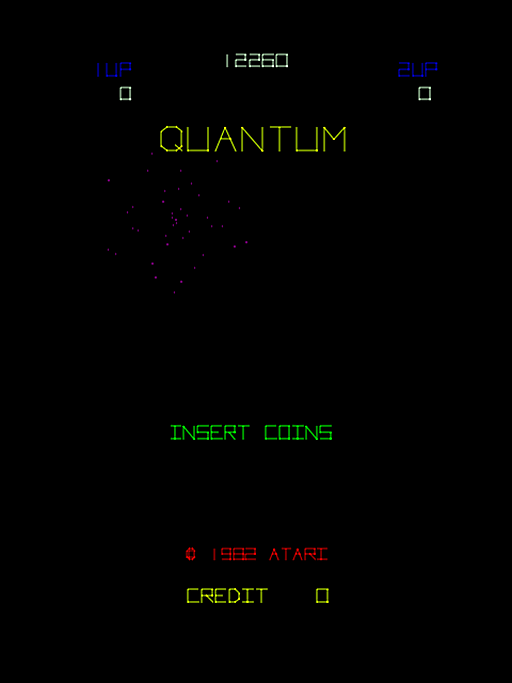 12260
1UP 2UP
0 0
QUANTUM
INSERT COINS
© 1982 ATARI
CREDIT 0